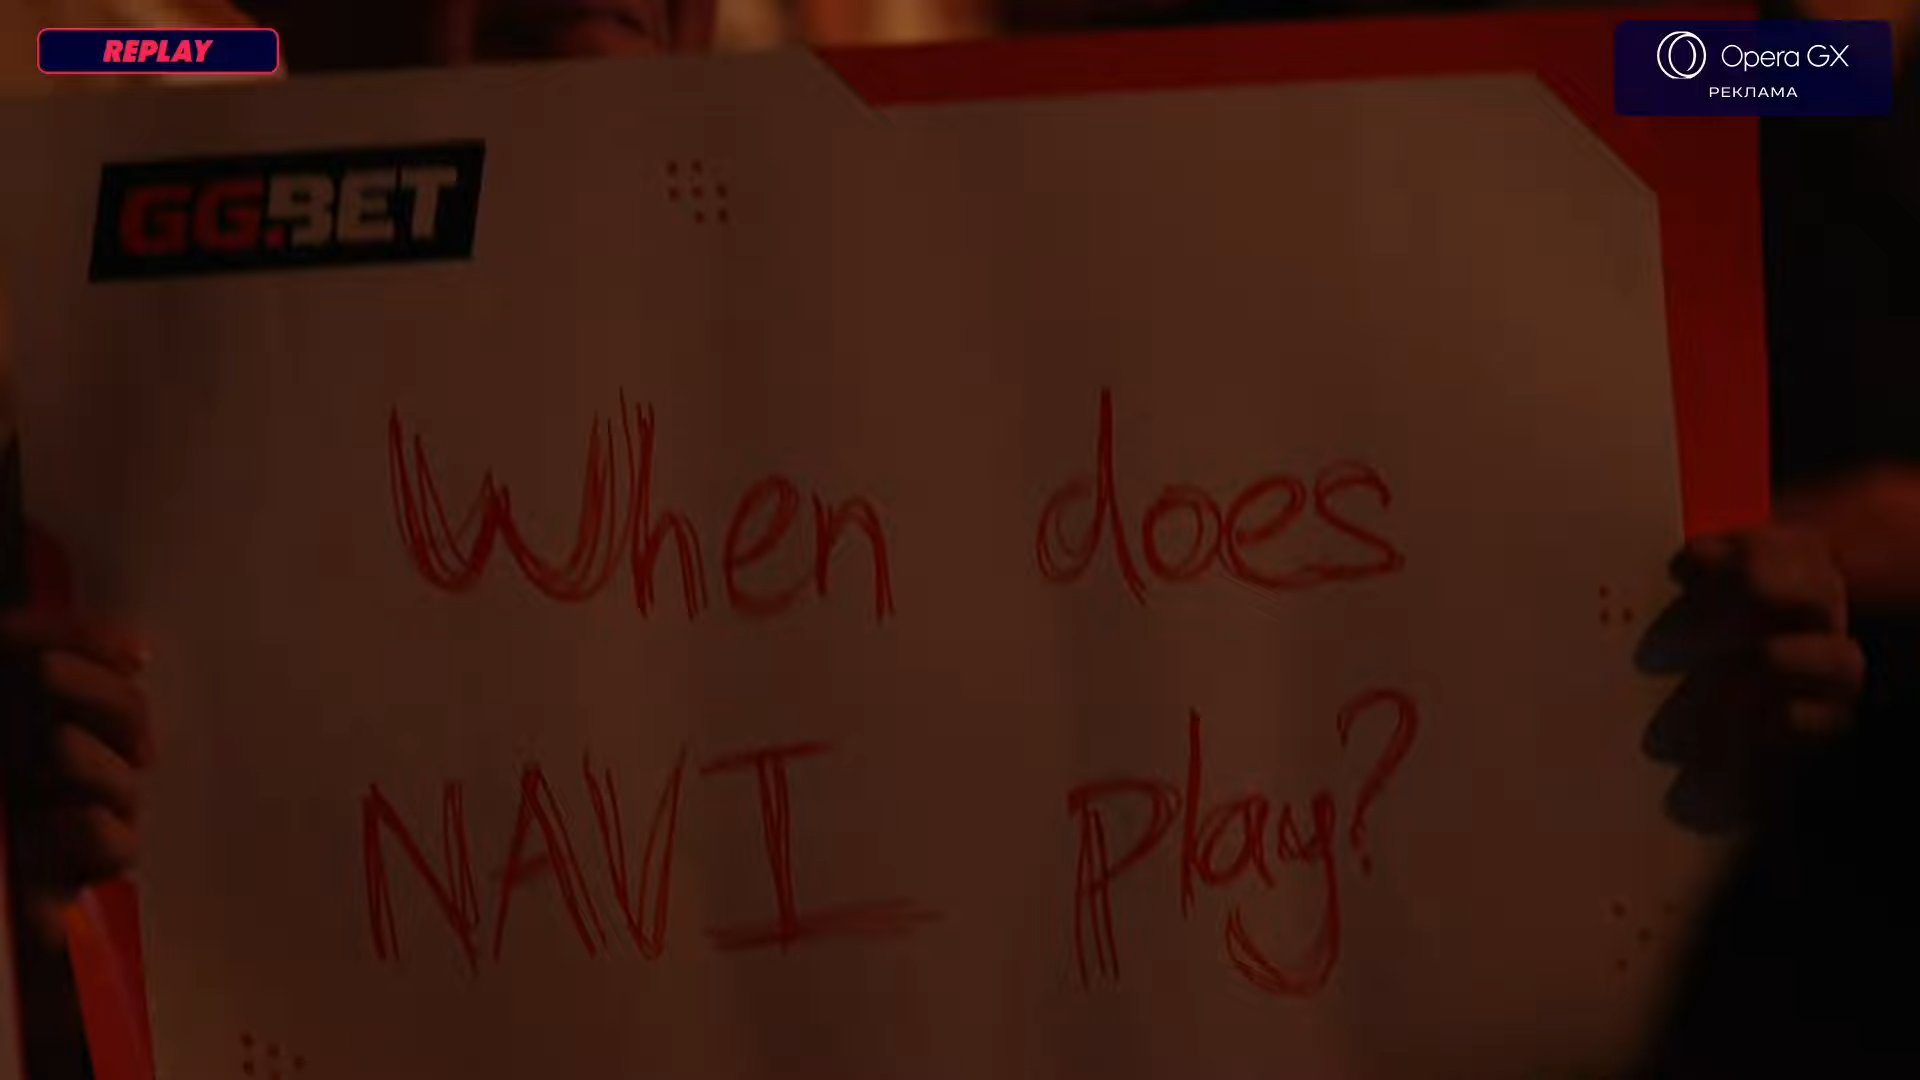 REPLAY
Opera GX
РЕКЛАМА
GG.BET
When does
NAVI play?